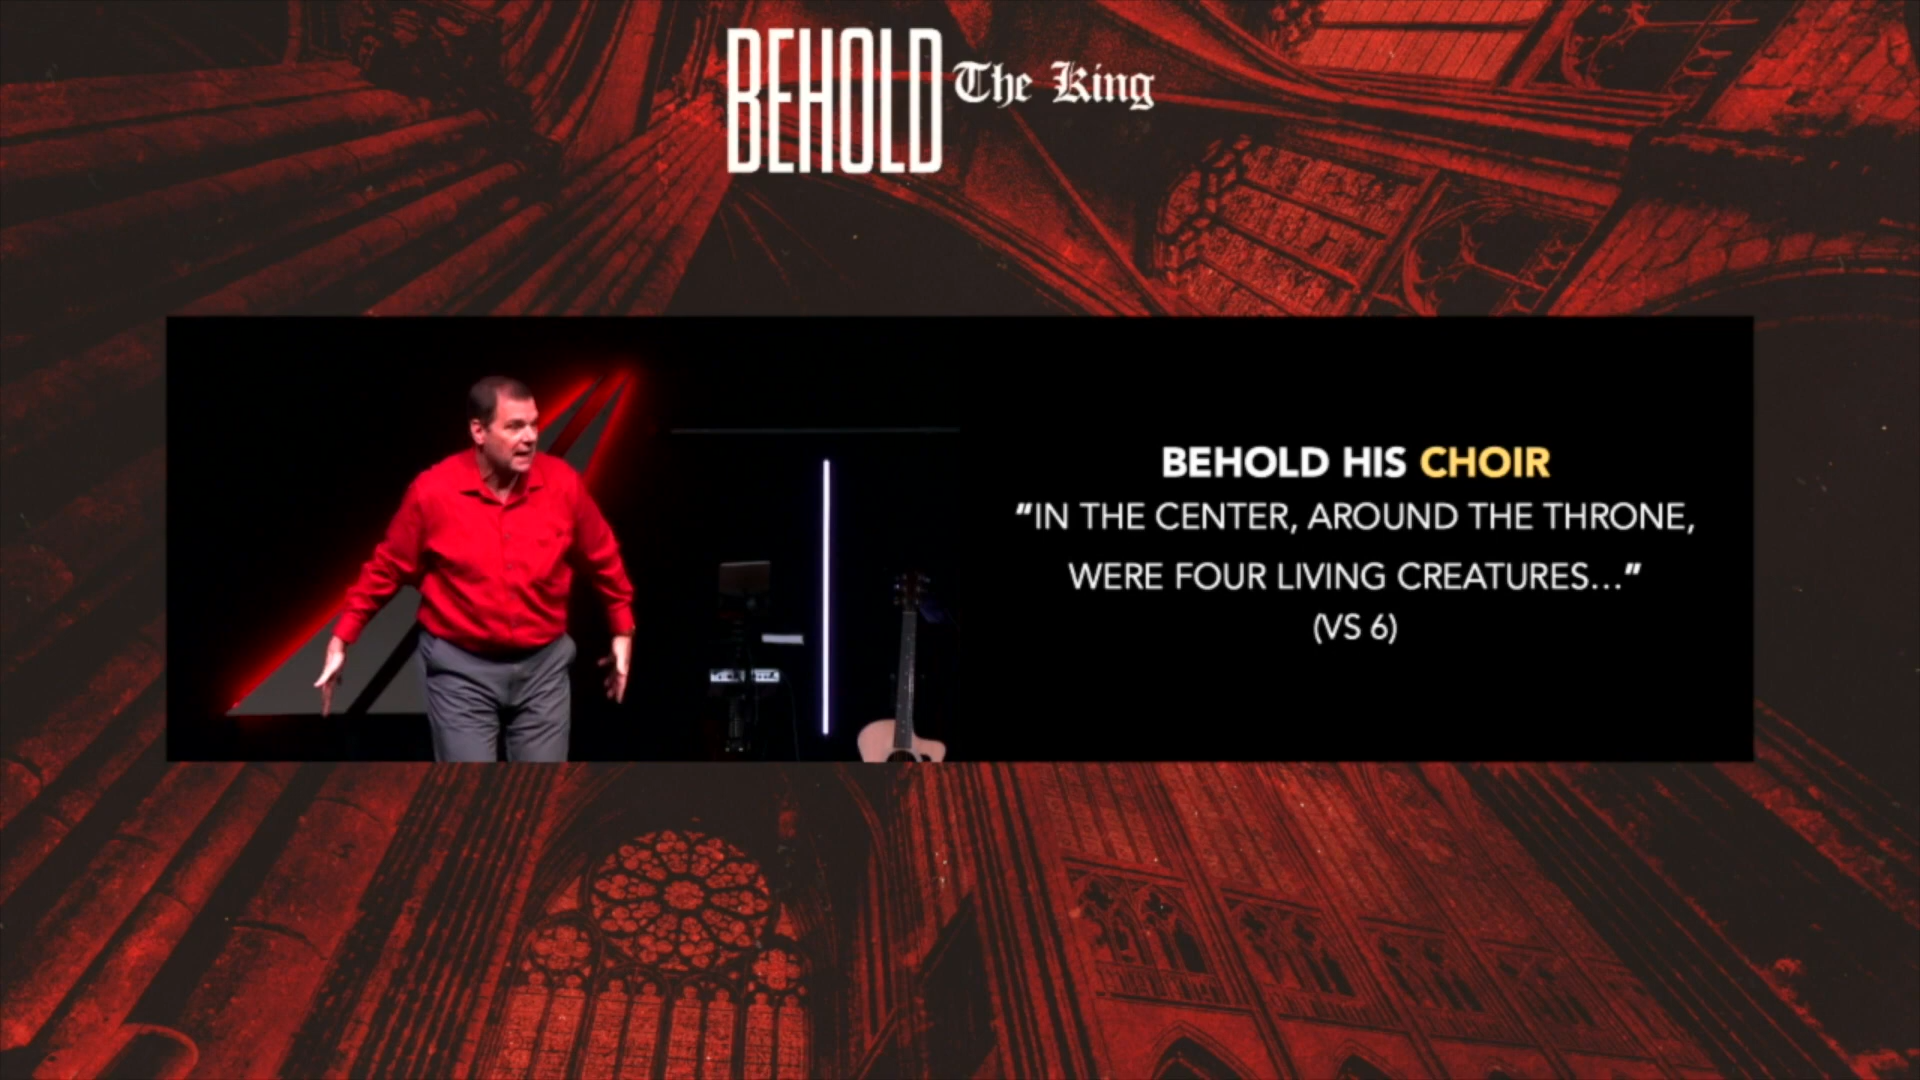 BEHOLD The King
BEHOLD HIS CHOIR
"IN THE CENTER, AROUND THE THRONE,
WERE FOUR LIVING CREATURES..."
(VS 6)